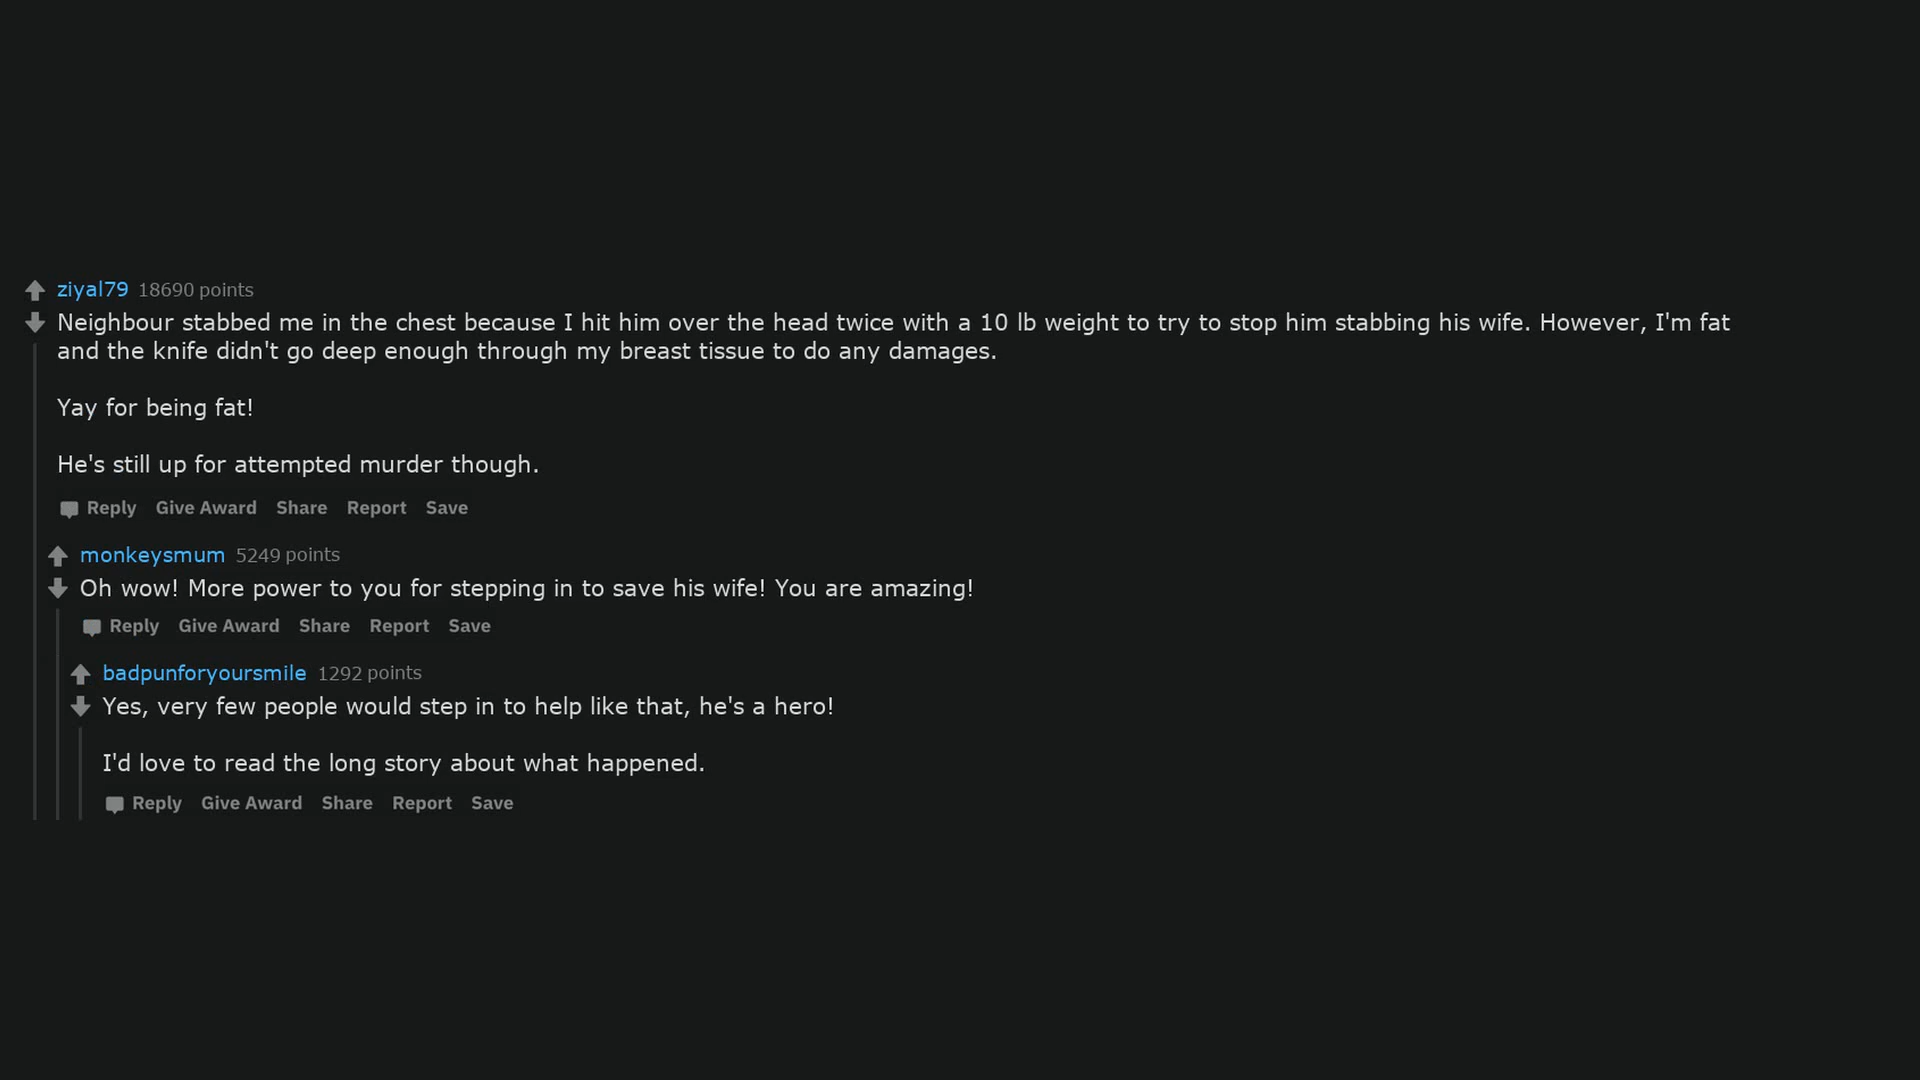 ziyal79 18690 points
Neighbour stabbed me in the chest because I hit him over the head twice with a 10 lb weight to try to stop him stabbing his wife. However, I'm fat
and the knife didn't go deep enough through my breast tissue to do any damages.
Yay for being fat!
He's still up for attempted murder though.
Reply Give Award Share Report Save
monkeysmum 5249 points
Oh wow! More power to you for stepping in to save his wife! You are amazing!
Reply Give Award Share Report Save
badpunforyoursmile 1292 points
Yes, very few people would step in to help like that, he's a hero!
I'd love to read the long story about what happened.
Reply Give Award Share Report Save